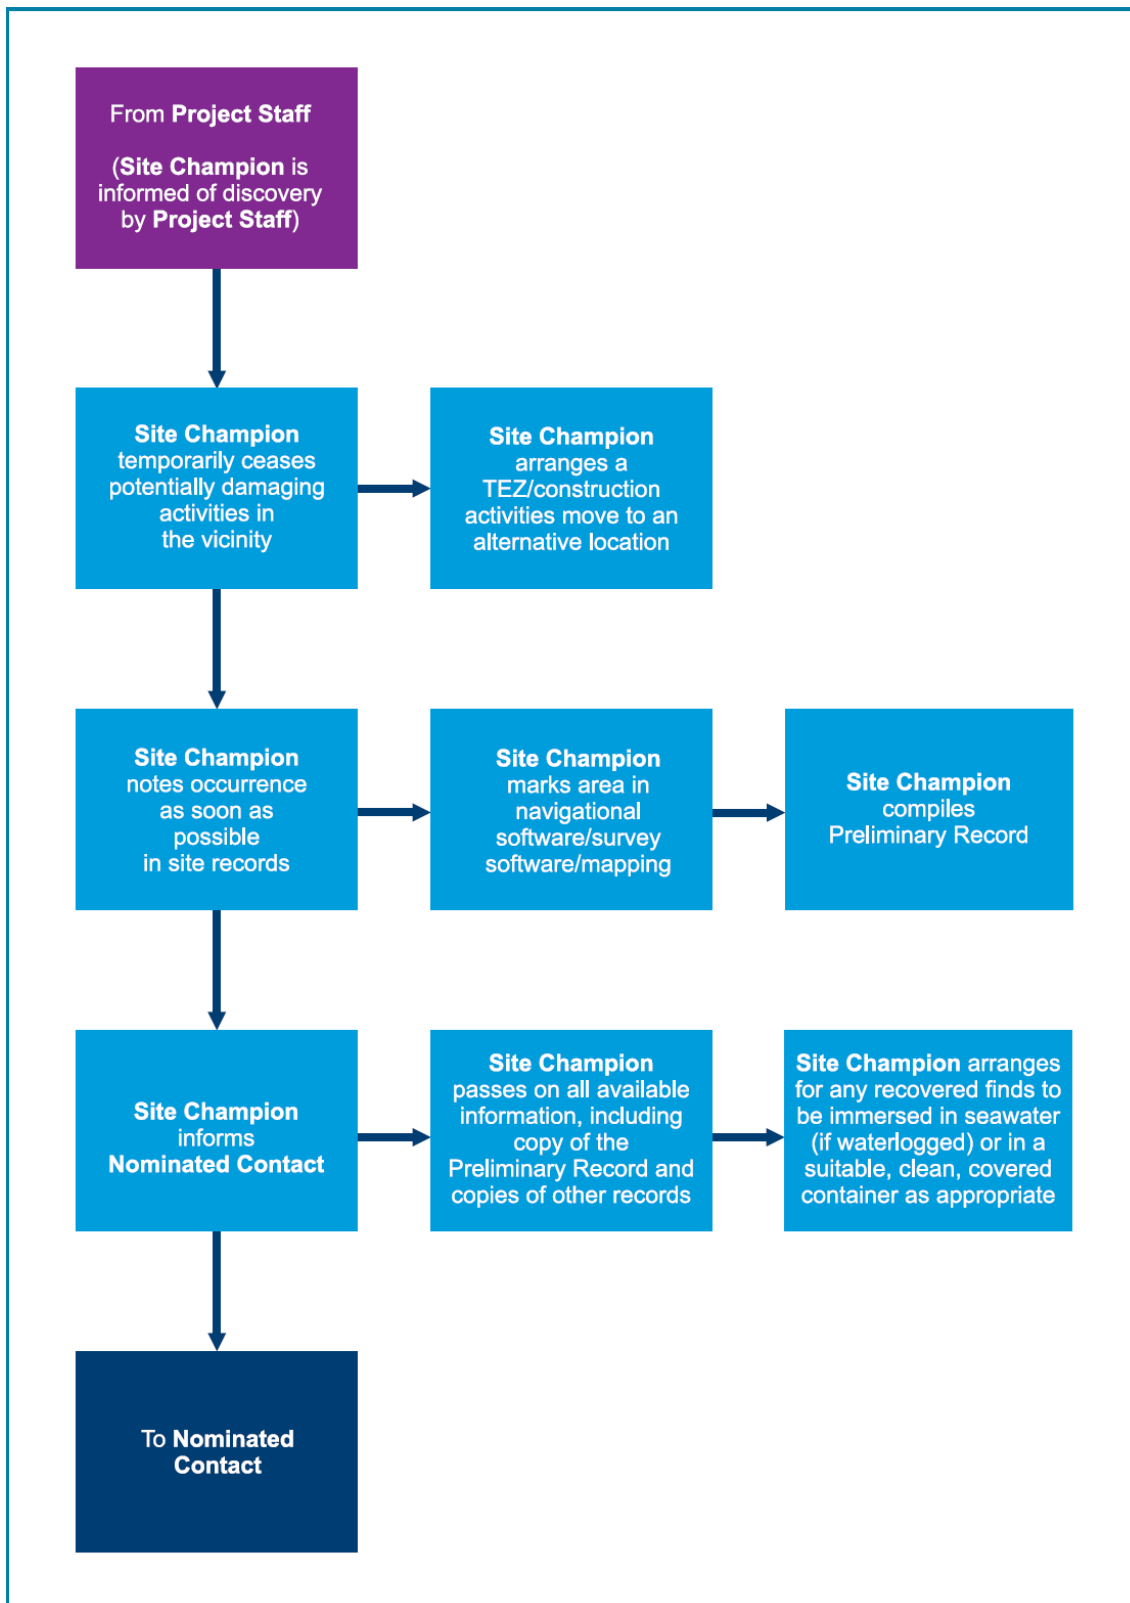 From Project Staff
(Site Champion is
informed of discovery
by Project Staff)
Site Champion
temporarily ceases
potentially damaging
activities in
the vicinity
Site Champion
arranges a
TEZ/construction
activities move to an
alternative location
Site Champion
notes occurrence
as soon as
possible
in site records
Site Champion
marks area in
navigational
software/survey
software/mapping
Site Champion
compiles
Preliminary Record
Site Champion
informs
Nominated Contact
Site Champion
passes on all available
information, including
copy of the
Preliminary Record and
copies of other records
Site Champion arranges
for any recovered finds to
be immersed in seawater
(if waterlogged) or in a
suitable, clean, covered
container as appropriate
To Nominated
Contact